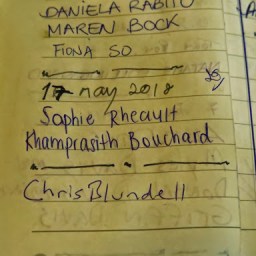 DANIELA RABITO
MAREN BOCK
FIONA SO
17 may 2018
Sophie Rheault
Khamprasith Bouchard
Chris Blundell